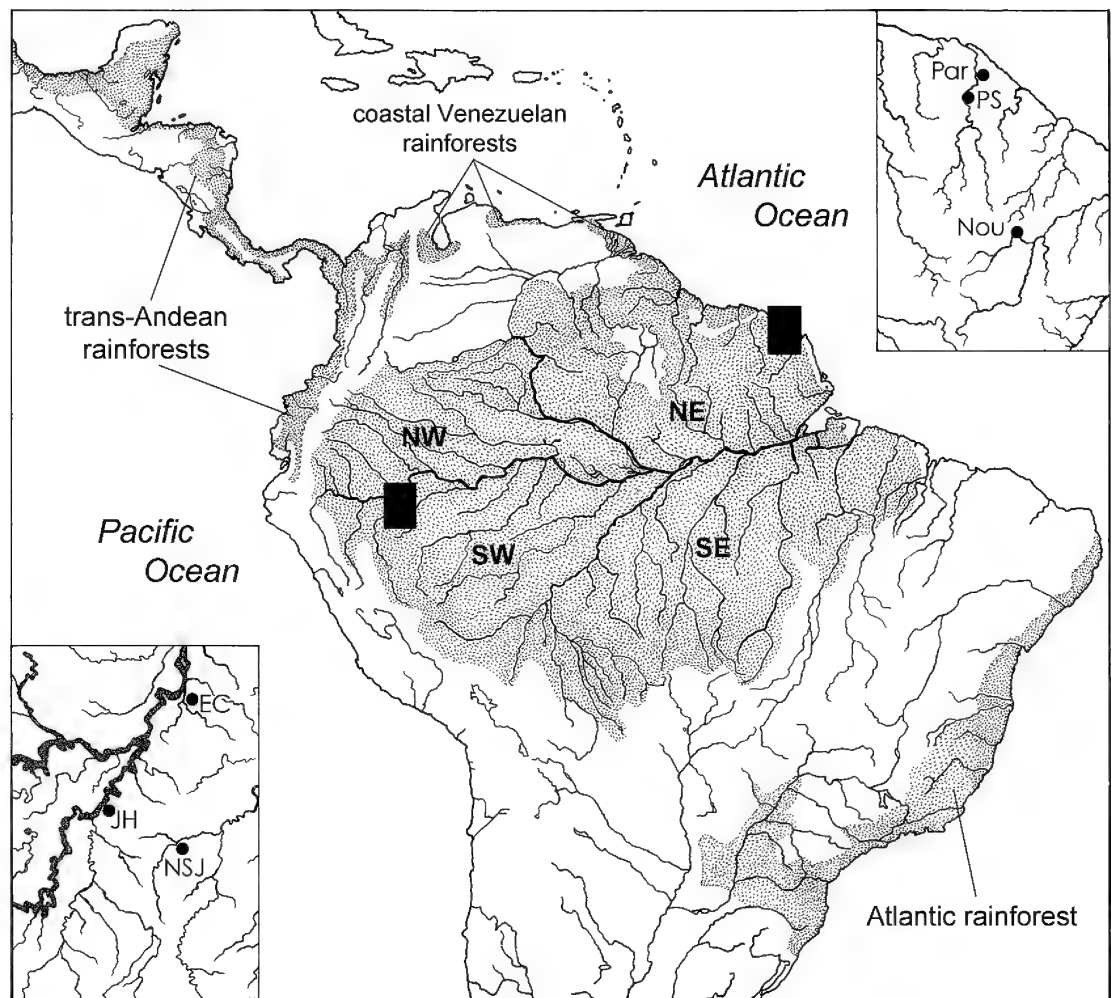 coastal Venezuelan
rainforests
Atlantic
Ocean
Par
PS
Nou
trans-Andean
rainforests
NE
NW
Pacific
Ocean
SW
SE
EC
JH
NSJ
Atlantic rainforest